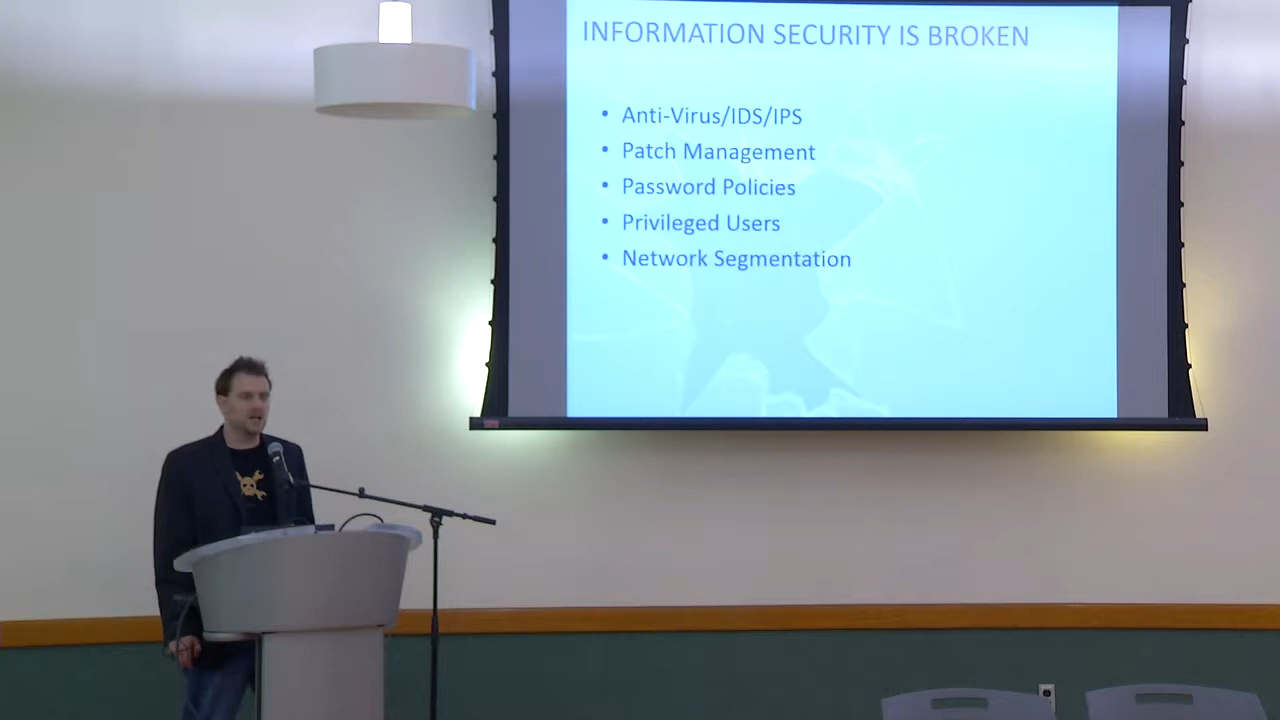 INFORMATION SECURITY IS BROKEN
• Anti-Virus/IDS/IPS
• Patch Management
• Password Policies
• Privileged Users
• Network Segmentation